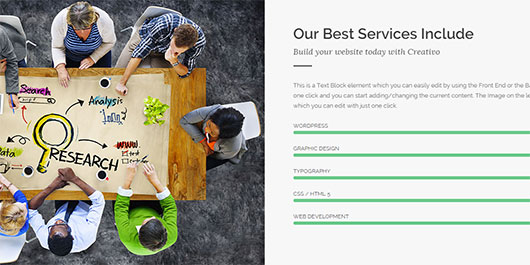 Search
Analysis
Data
RESEARCH
WWW
Our Best Services Include
Build your website today with Creativo
This is a Text Block element which you can easily edit by using the Front End or the Ba
one click and you can start adding/changing the current content. The Image on the le
which you can edit with just one click.
WORDPRESS
GRAPHIC DESIGN
TYPOGRAPHY
CSS / HTML 5
WEB DEVELOPMENT